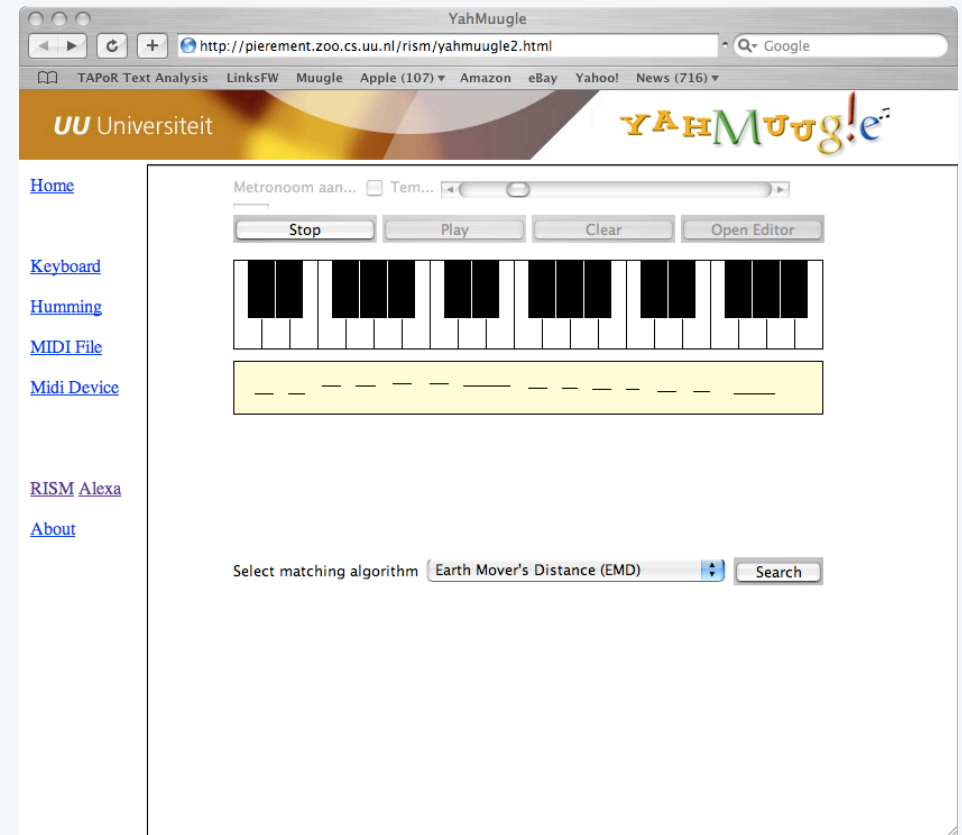 YahMuugle
http://pierement.zoo.cs.uu.nl/rism/yahmuugle2.html
Google
TAPoR Text Analysis LinksFW Muugle Apple (107) Amazon eBay Yahoo! News (716)
UU Universiteit
YAHMUUg!e
Home
Metronoom aan... Tem...
Stop Play Clear Open Editor
Keyboard
Humming
MIDI File
Midi Device
RISM Alexa
About
Select matching algorithm Earth Mover's Distance (EMD) Search